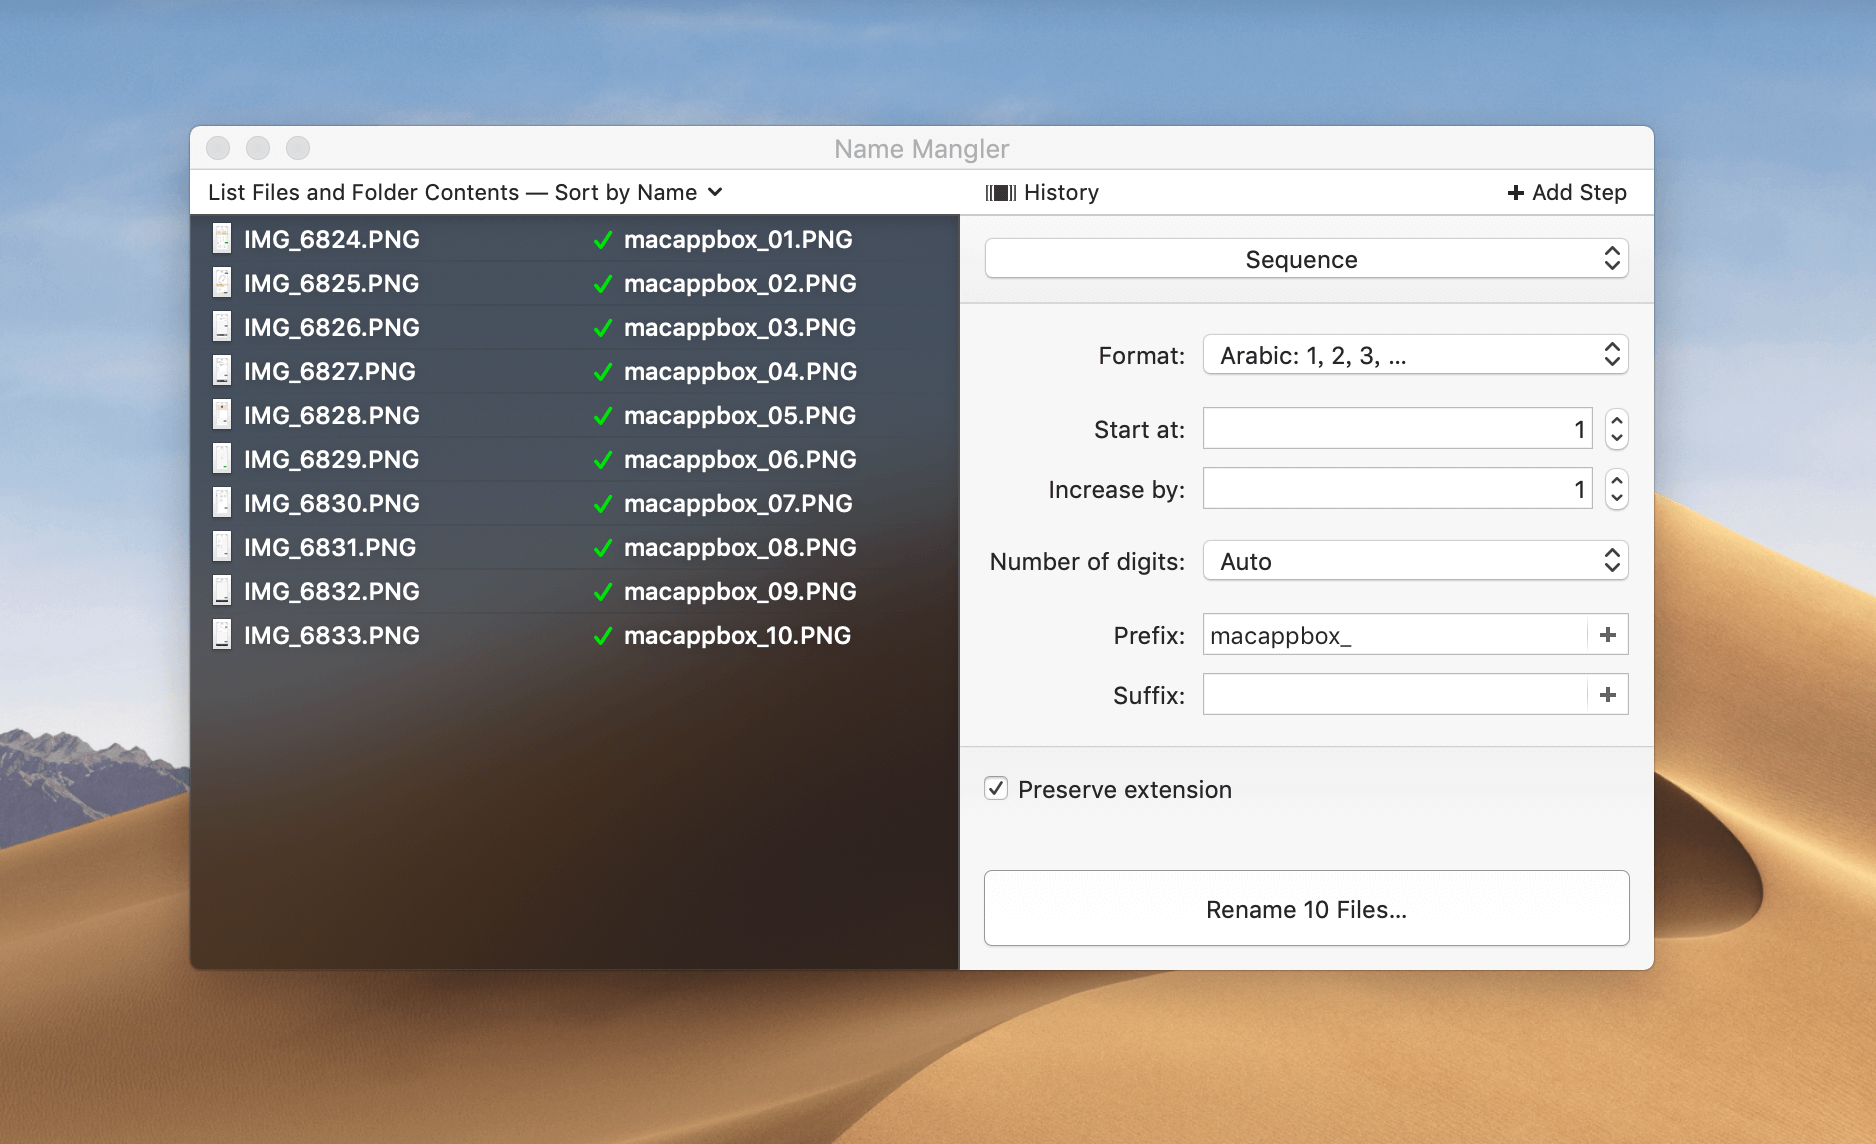 Name Mangler
List Files and Folder Contents — Sort by Name
History
+ Add Step
IMG_6824.PNG ✓ macappbox_01.PNG
IMG_6825.PNG ✓ macappbox_02.PNG
IMG_6826.PNG ✓ macappbox_03.PNG
IMG_6827.PNG ✓ macappbox_04.PNG
IMG_6828.PNG ✓ macappbox_05.PNG
IMG_6829.PNG ✓ macappbox_06.PNG
IMG_6830.PNG ✓ macappbox_07.PNG
IMG_6831.PNG ✓ macappbox_08.PNG
IMG_6832.PNG ✓ macappbox_09.PNG
IMG_6833.PNG ✓ macappbox_10.PNG
Sequence
Format: Arabic: 1, 2, 3, ...
Start at: 1
Increase by: 1
Number of digits: Auto
Prefix: macappbox_ +
Suffix: +
✓ Preserve extension
Rename 10 Files...